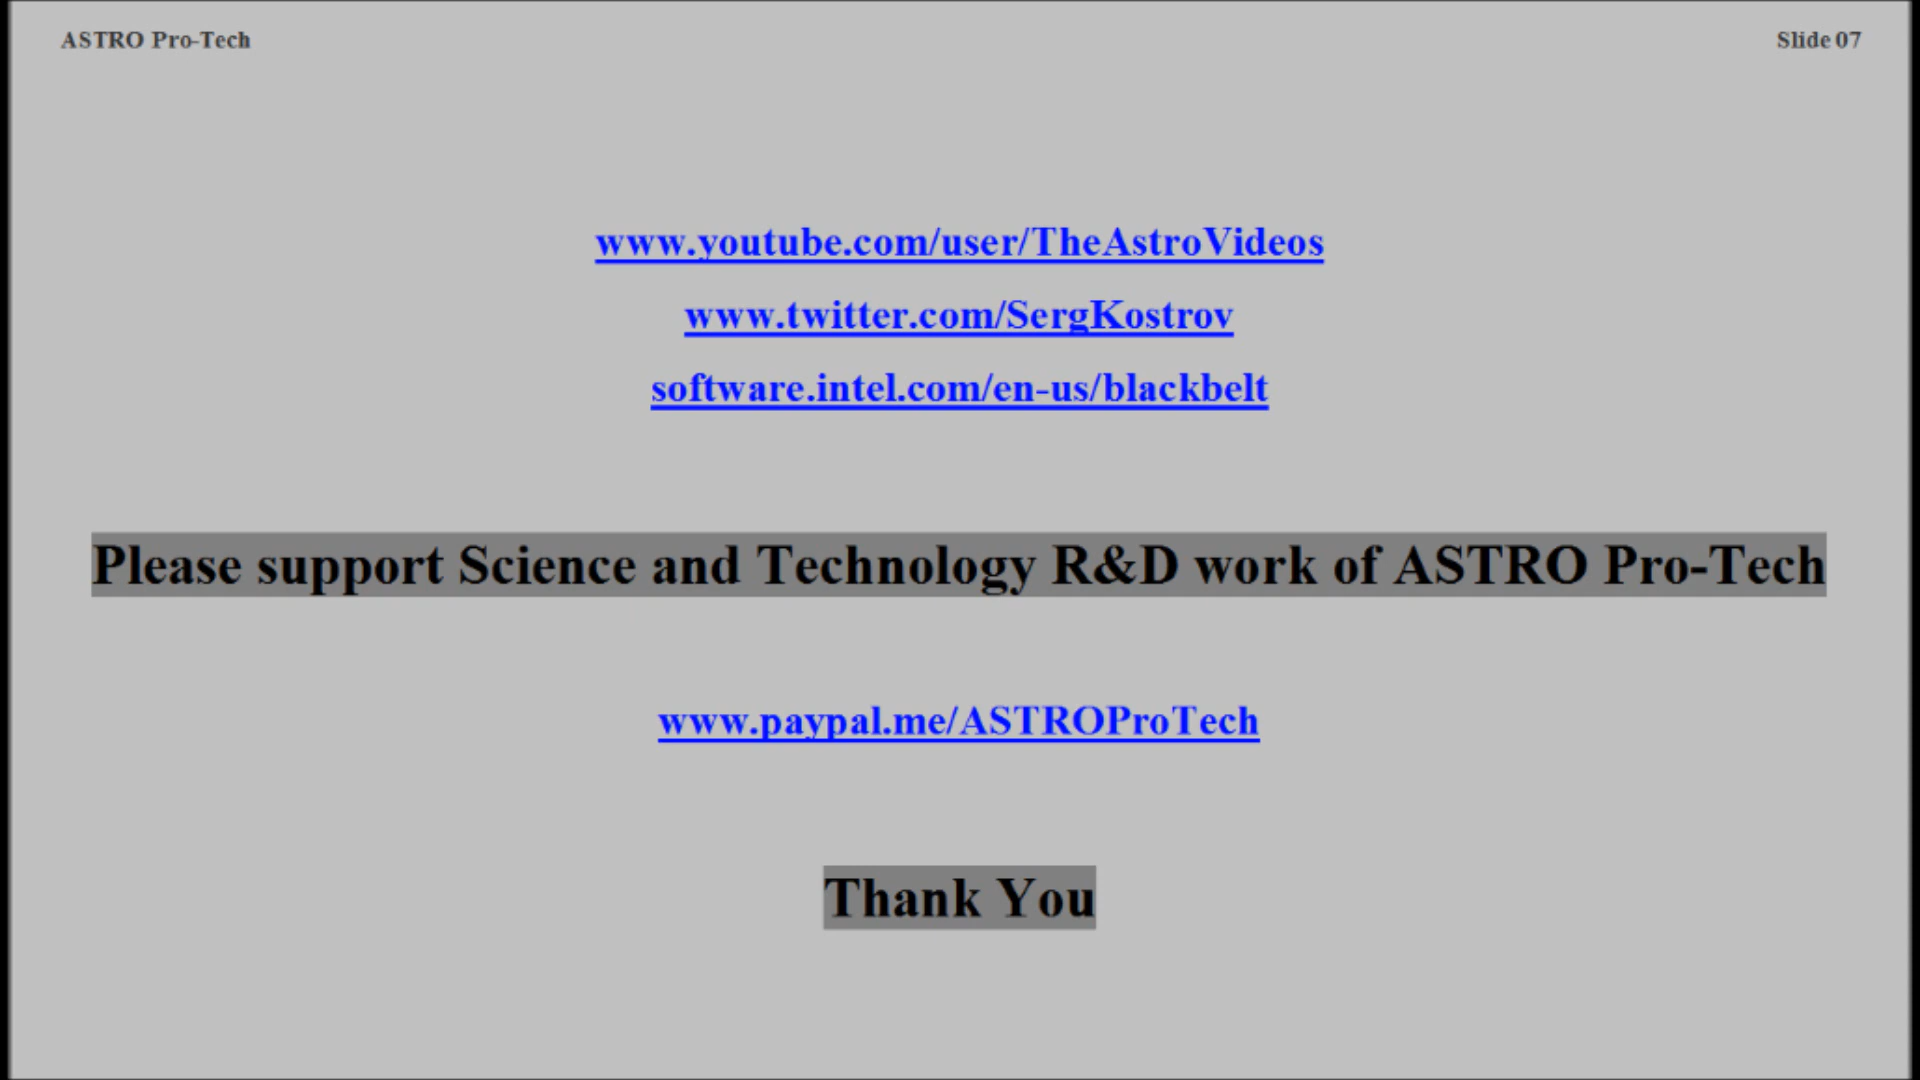 ASTRO Pro-Tech
Slide 07
www.youtube.com/user/TheAstroVideos
www.twitter.com/SergKostrov
software.intel.com/en-us/blackbelt
Please support Science and Technology R&D work of ASTRO Pro-Tech
www.paypal.me/ASTROProTech
Thank You